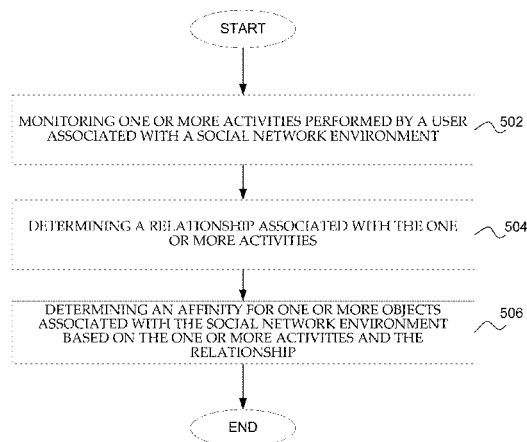 START
MONITORING ONE OR MORE ACTIVITIES PERFORMED BY A USER
ASSOCIATED WITH A SOCIAL NETWORK ENVIRONMENT
502
DETERMINING A RELATIONSHIP ASSOCIATED WITH THE ONE
OR MORE ACTIVITIES
504
DETERMINING AN AFFINITY FOR ONE OR MORE OBJECTS
ASSOCIATED WITH THE SOCIAL NETWORK ENVIRONMENT
BASED ON THE ONE OR MORE ACTIVITIES AND THE
RELATIONSHIP
506
END